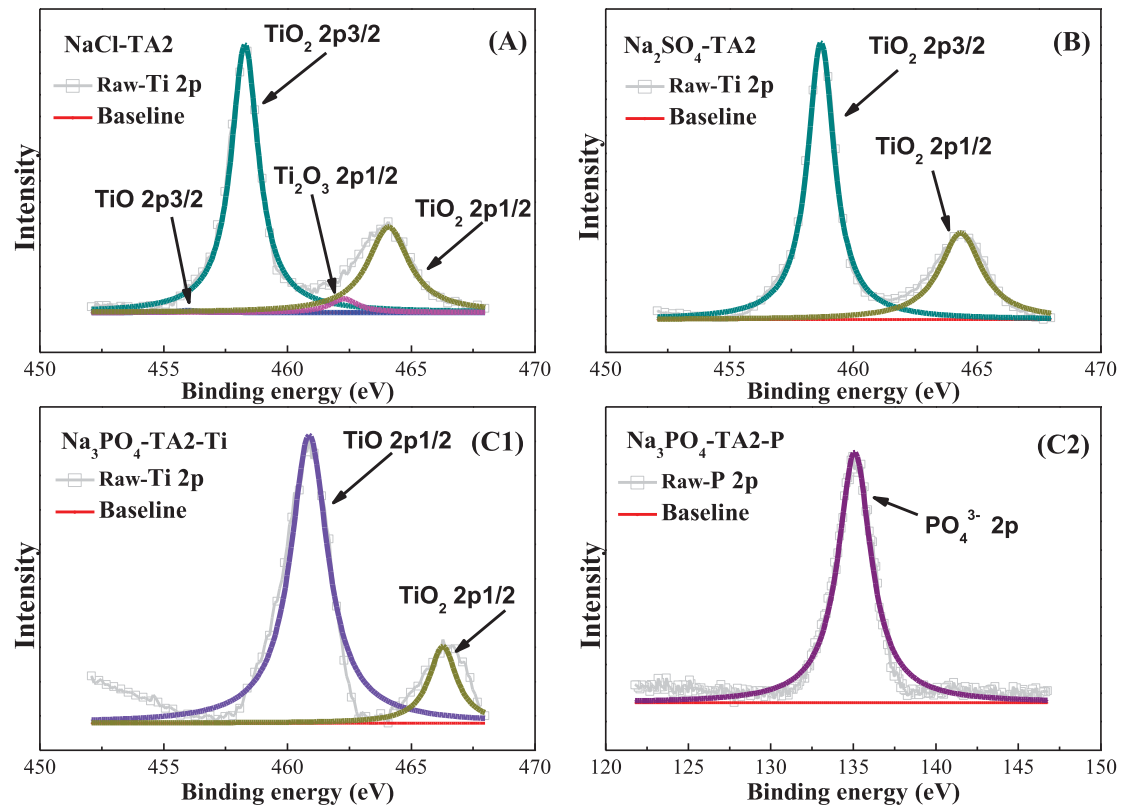 NaCl-TA2
(A)
Raw-Ti 2p
Baseline
TiO₂ 2p3/2
TiO 2p3/2
Ti₂O₃ 2p1/2
TiO₂ 2p1/2
Intensity
450 455 460 465 470
Binding energy (eV)
Na₂SO₄-TA2
(B)
Raw-Ti 2p
Baseline
TiO₂ 2p3/2
TiO₂ 2p1/2
Intensity
450 455 460 465 470
Binding energy (eV)
Na₃PO₄-TA2-Ti
(C1)
Raw-Ti 2p
Baseline
TiO 2p1/2
TiO₂ 2p1/2
Intensity
450 455 460 465 470
Binding energy (eV)
Na₃PO₄-TA2-P
(C2)
Raw-P 2p
Baseline
PO₄³⁻ 2p
Intensity
120 125 130 135 140 145 150
Binding energy (eV)